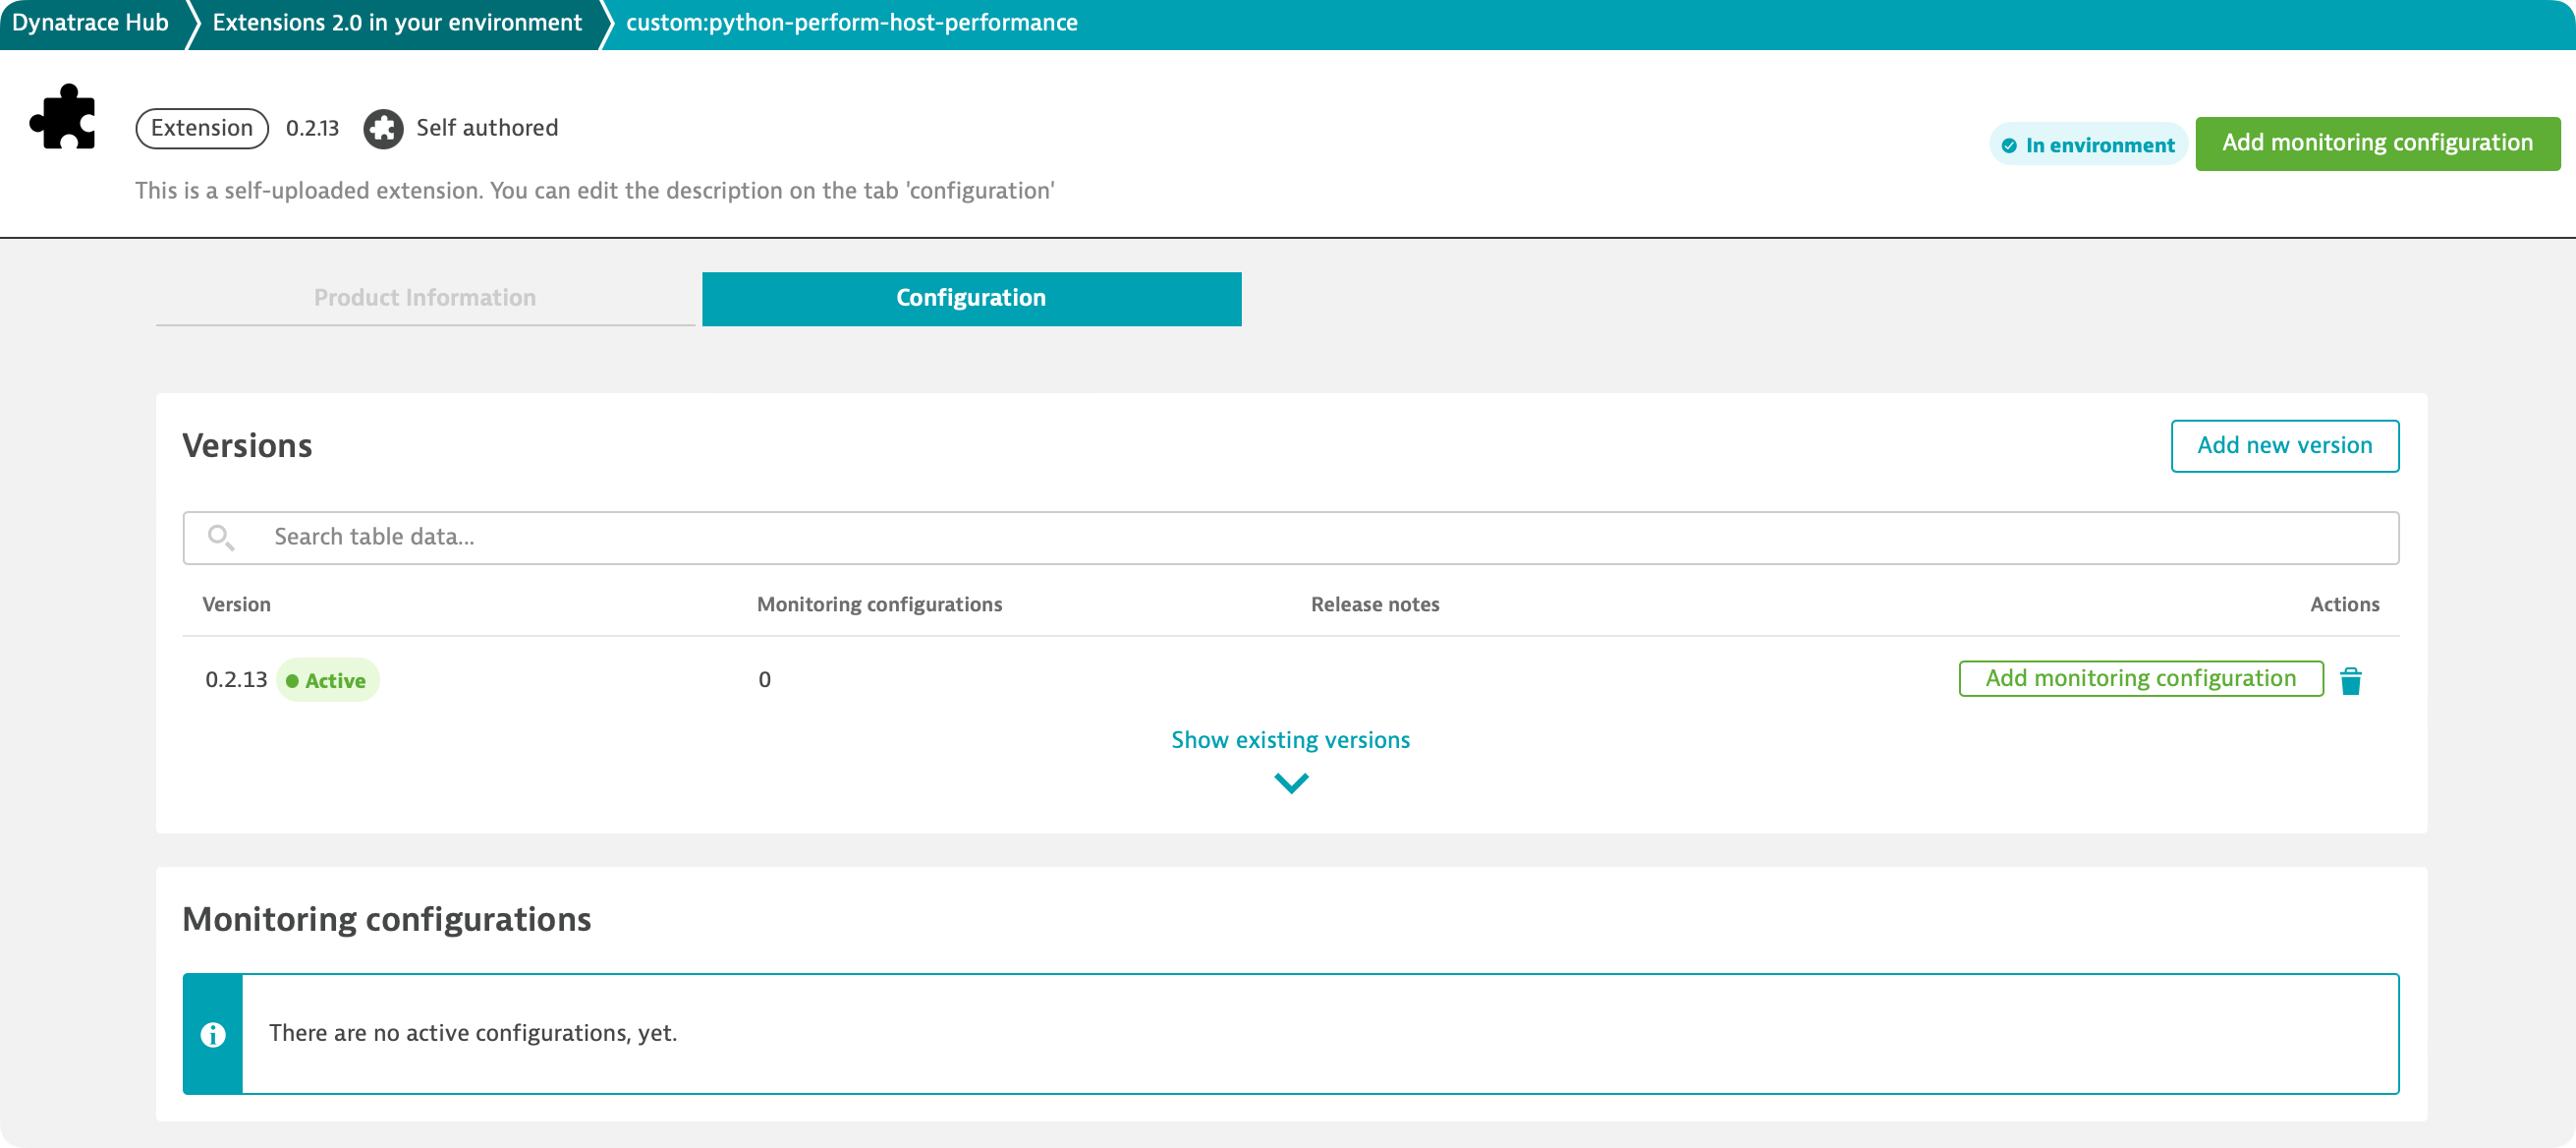 Dynatrace Hub
Extensions 2.0 in your environment
custom:python-perform-host-performance
Extension 0.2.13 Self authored
In environment
Add monitoring configuration
This is a self-uploaded extension. You can edit the description on the tab 'configuration'
Product Information
Configuration
Versions
Add new version
Search table data...
Version Monitoring configurations Release notes Actions
0.2.13 Active 0 Add monitoring configuration
Show existing versions
Monitoring configurations
There are no active configurations, yet.